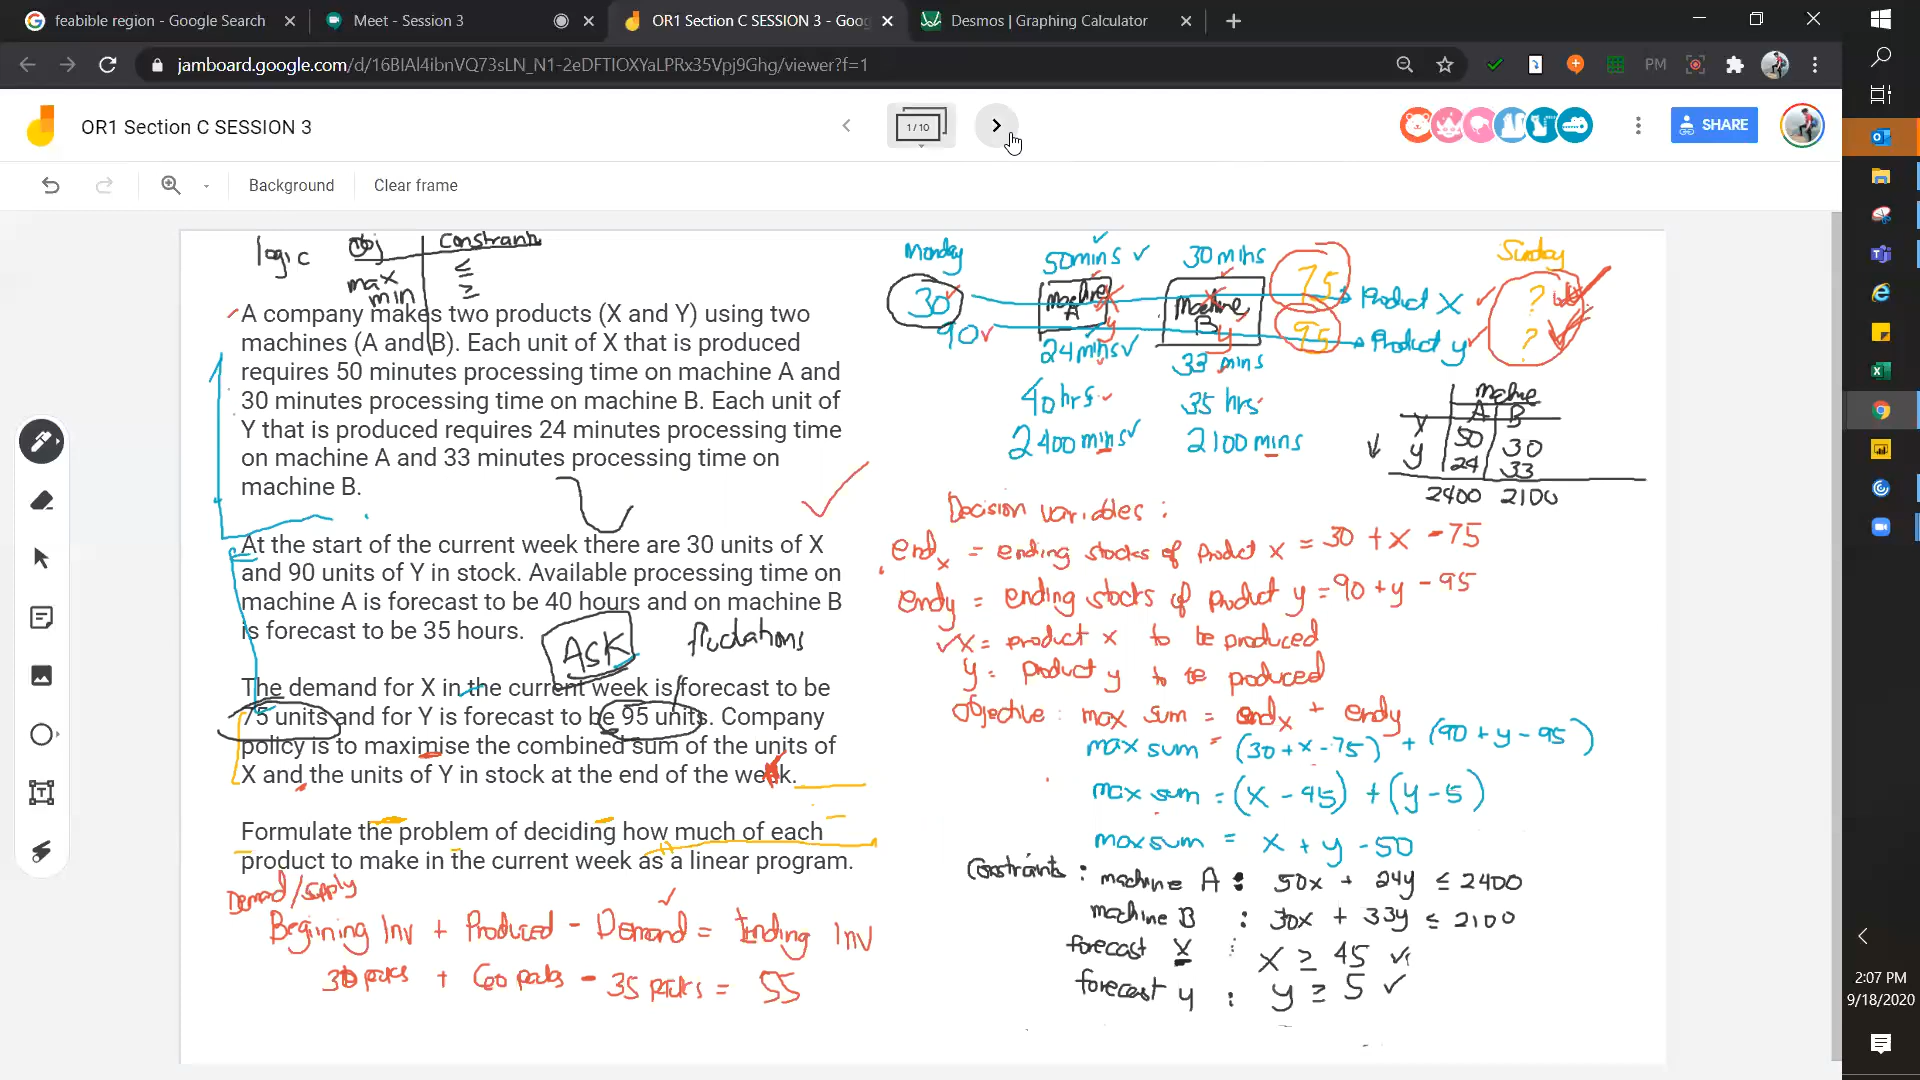 feabible region - Google Search
Meet - Session 3
OR1 Section C SESSION 3 - Goo
Desmos | Graphing Calculator
jamboard.google.com/d/16BIAl4ibnVQ73sLN_N1-2eDFTIOXYaLPRx35Vpj9Ghg/viewer?f=1
PM
OR1 Section C SESSION 3
1/10
SHARE
Background
Clear frame
logic
Obj
Constraints
max
≤
min
≥
A company makes two products (X and Y) using two
machines (A and B). Each unit of X that is produced
requires 50 minutes processing time on machine A and
30 minutes processing time on machine B. Each unit of
Y that is produced requires 24 minutes processing time
on machine A and 33 minutes processing time on
machine B.
At the start of the current week there are 30 units of X
and 90 units of Y in stock. Available processing time on
machine A is forecast to be 40 hours and on machine B
is forecast to be 35 hours.
ASK
The demand for X in the current week is forecast to be
75 units and for Y is forecast to be 95 units. Company
policy is to maximise the combined sum of the units of
X and the units of Y in stock at the end of the week.
Formulate the problem of deciding how much of each
product to make in the current week as a linear program.
Demand/supply
Begining Inv + Produced - Demand = Ending Inv
30 packs + 60 packs - 35 packs = 55
Monday
50mins
30 mins
Sunday
30
machine A
X
machine B
X
75
Product X
?
90
y
y
95
Product y
?
24 mins
33 mins
40 hrs
35 hrs
2400 mins
2100 mins
machine
A B
X 50 30
y 24 33
2400 2100
Decision variables :
endx = ending stocks of Product x = 30 + x - 75
endy = ending stocks of product y = 90 + y - 95
x = product x to be produced
y = product y to be produced
Objective : max sum = endx + endy
max sum = (30 + x - 75) + (90 + y - 95)
max sum = (x - 45) + (y - 5)
max sum = x + y - 50
Constraints : machine A : 50x + 24y ≤ 2400
machine B : 30x + 33y ≤ 2100
forecast x : x ≥ 45
forecast y : y ≥ 5
2:07 PM
9/18/2020